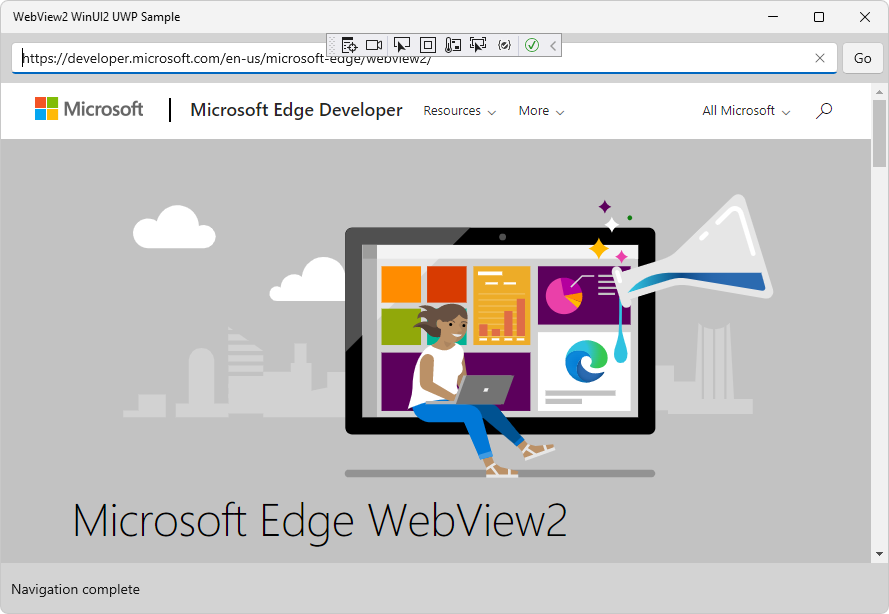 WebView2 WinUI2 UWP Sample
https://developer.microsoft.com/en-us/microsoft-edge/webview2/
Go
Microsoft
Microsoft Edge Developer
Resources
More
All Microsoft
Microsoft Edge WebView2
Navigation complete